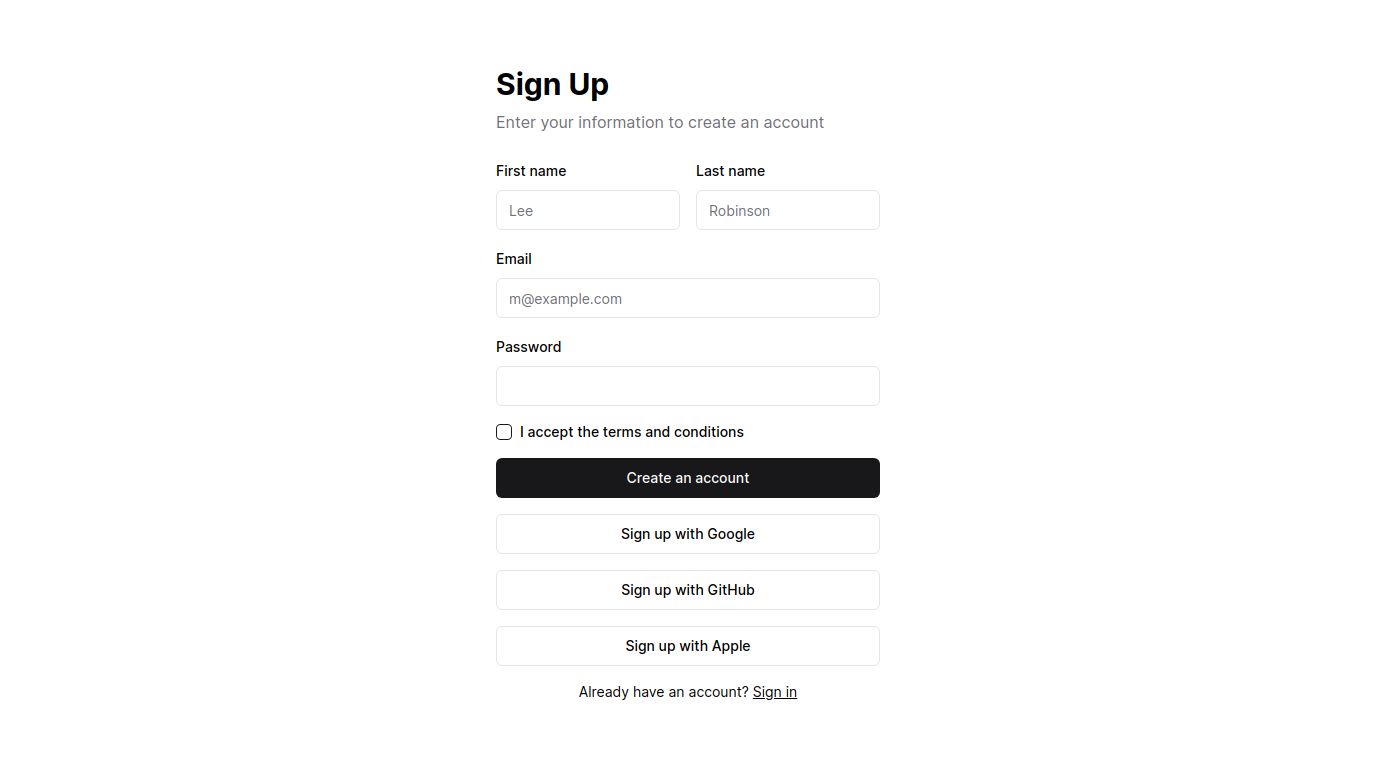 Sign Up
Enter your information to create an account
First name Last name
Lee Robinson
Email
m@example.com
Password
I accept the terms and conditions
Create an account
Sign up with Google
Sign up with GitHub
Sign up with Apple
Already have an account? Sign in